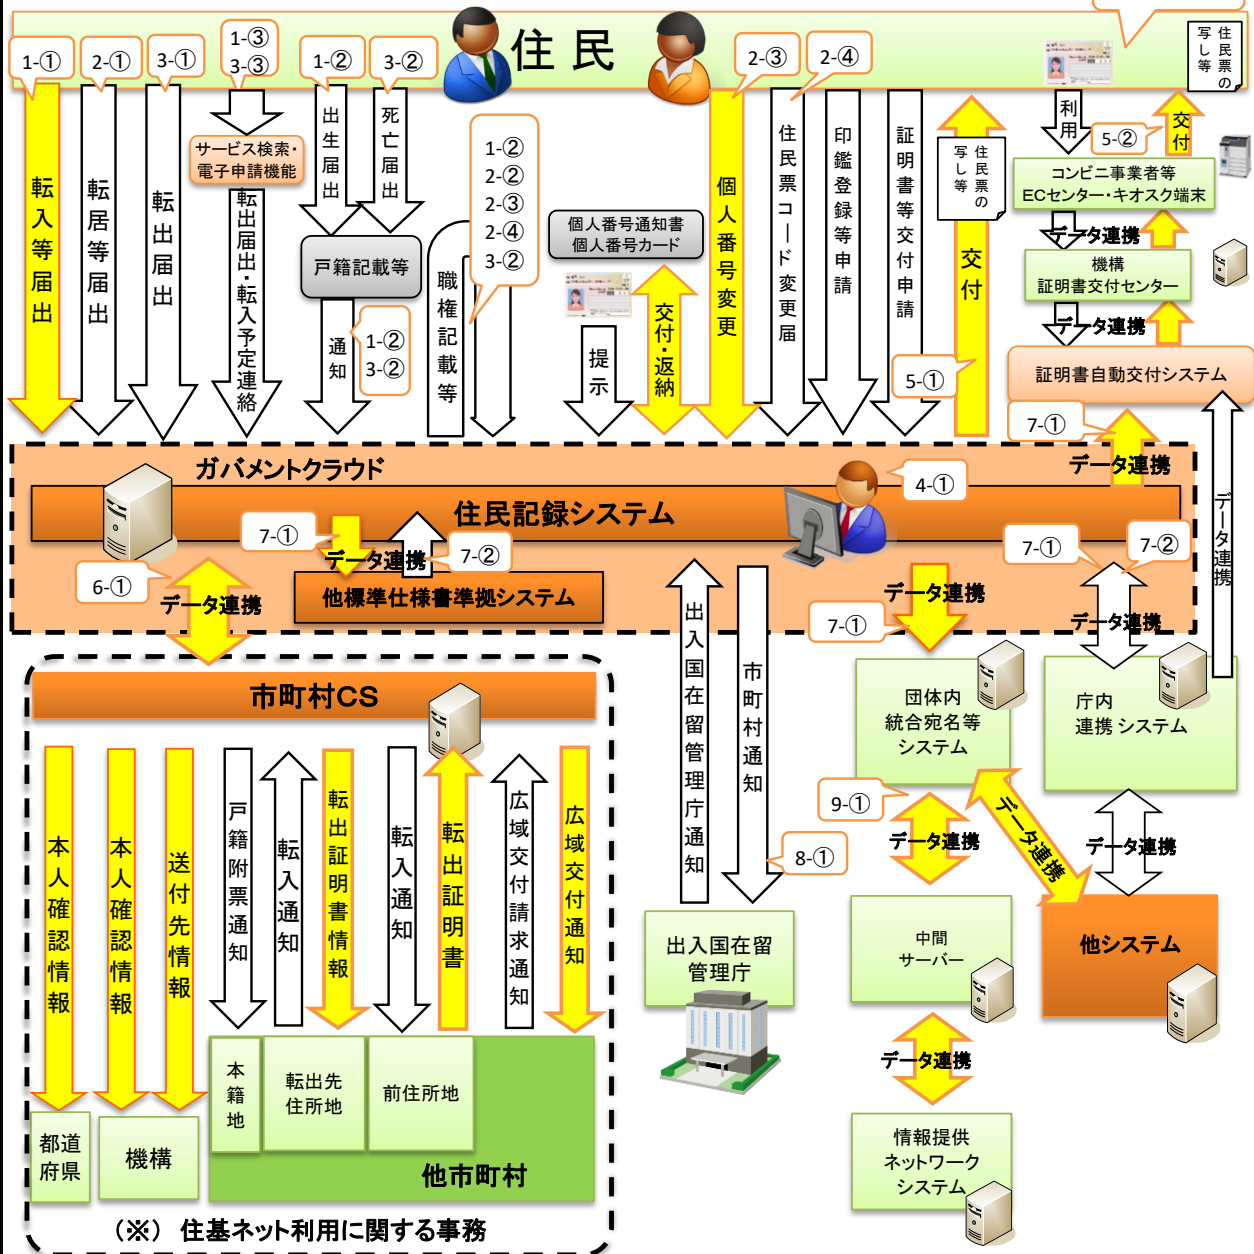 住民
住民票の
写し等
1-①
2-①
3-①
1-③
3-③
1-②
3-②
2-③
2-④
5-②
転入等届出
転居等届出
転出届出
サービス検索・
電子申請機能
転出届出・転入予定連絡
出生届出
死亡届出
戸籍記載等
通知
1-②
3-②
1-②
2-②
2-③
2-④
3-②
職権記載等
個人番号通知書
個人番号カード
提示
交付・返納
個人番号変更
住民票コード変更届
印鑑登録等申請
証明書等交付申請
住民票の
写し等
交付
5-①
利用
交付
コンビニ事業者等
ECセンター・キオスク端末
データ連携
機構
証明書交付センター
データ連携
証明書自動交付システム
7-①
データ連携
データ連携
ガバメントクラウド
住民記録システム
4-①
7-①
データ連携
7-②
他標準仕様書準拠システム
6-①
データ連携
7-①
データ連携
7-①
7-②
データ連携
出入国在留管理庁通知
市町村通知
8-①
出入国在留
管理庁
団体内
統合宛名等
システム
庁内
連携システム
9-①
データ連携
データ連携
データ連携
中間
サーバー
他システム
データ連携
情報提供
ネットワーク
システム
市町村CS
本人確認情報
本人確認情報
送付先情報
戸籍附票通知
転入通知
転出証明書情報
転入通知
転出証明書
広域交付請求通知
広域交付通知
都道
府県
機構
本籍地
転出先
住所地
前住所地
他市町村
（※） 住基ネット利用に関する事務